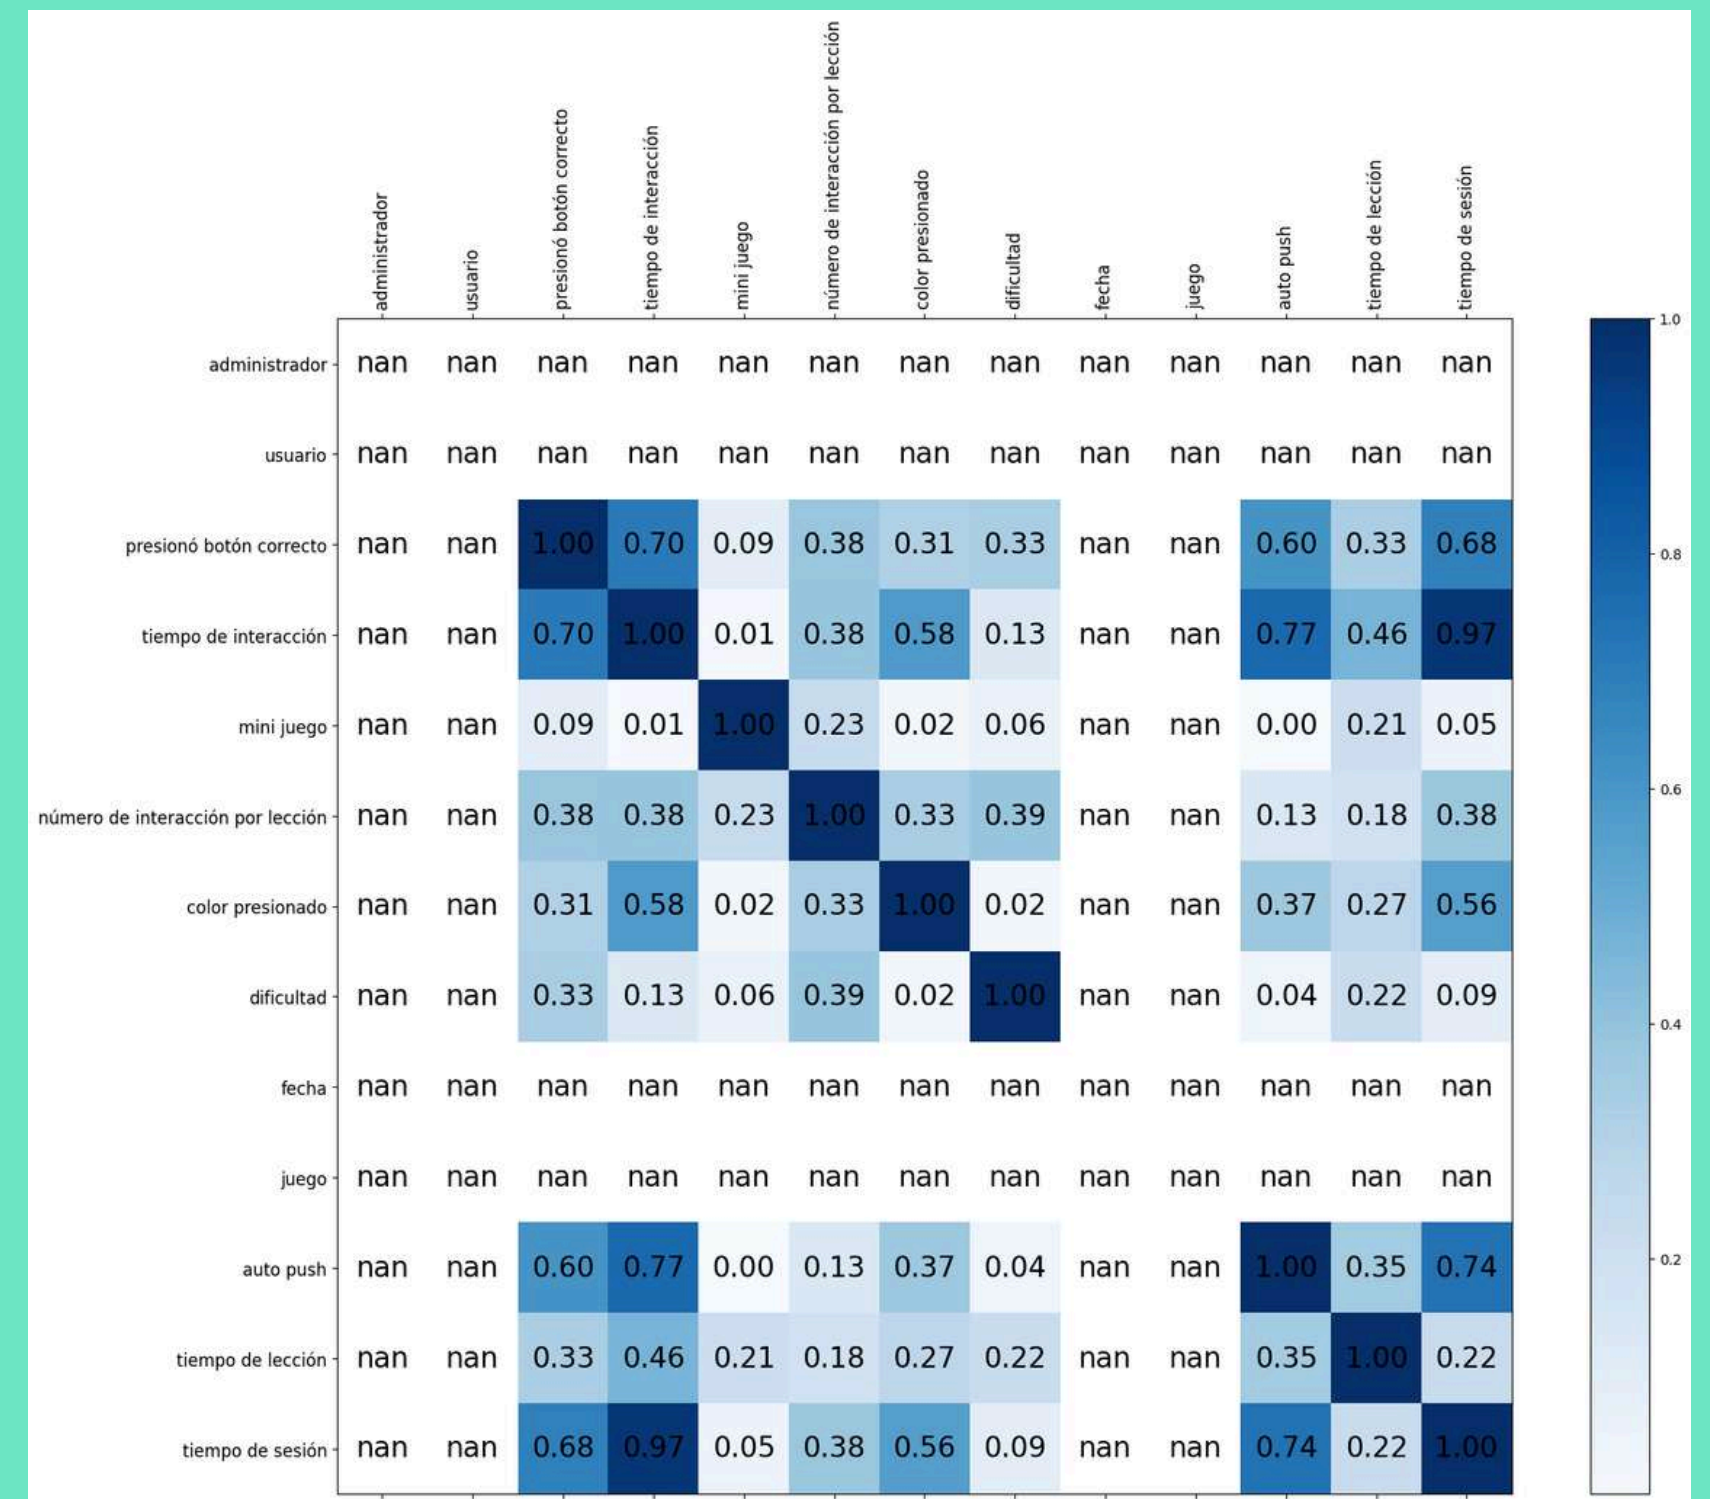 administrador
usuario
presionó botón correcto
tiempo de interacción
mini juego
número de interacción por lección
color presionado
dificultad
fecha
juego
auto push
tiempo de lección
tiempo de sesión
administrador nan nan nan nan nan nan nan nan nan nan nan nan nan
usuario nan nan nan nan nan nan nan nan nan nan nan nan nan
presionó botón correcto nan nan 1.00 0.70 0.09 0.38 0.31 0.33 nan nan 0.60 0.33 0.68
tiempo de interacción nan nan 0.70 1.00 0.01 0.38 0.58 0.13 nan nan 0.77 0.46 0.97
mini juego nan nan 0.09 0.01 1.00 0.23 0.02 0.06 nan nan 0.00 0.21 0.05
número de interacción por lección nan nan 0.38 0.38 0.23 1.00 0.33 0.39 nan nan 0.13 0.18 0.38
color presionado nan nan 0.31 0.58 0.02 0.33 1.00 0.02 nan nan 0.37 0.27 0.56
dificultad nan nan 0.33 0.13 0.06 0.39 0.02 1.00 nan nan 0.04 0.22 0.09
fecha nan nan nan nan nan nan nan nan nan nan nan nan nan
juego nan nan nan nan nan nan nan nan nan nan nan nan nan
auto push nan nan 0.60 0.77 0.00 0.13 0.37 0.04 nan nan 1.00 0.35 0.74
tiempo de lección nan nan 0.33 0.46 0.21 0.18 0.27 0.22 nan nan 0.35 1.00 0.22
tiempo de sesión nan nan 0.68 0.97 0.05 0.38 0.56 0.09 nan nan 0.74 0.22 1.00
1.0
0.8
0.6
0.4
0.2